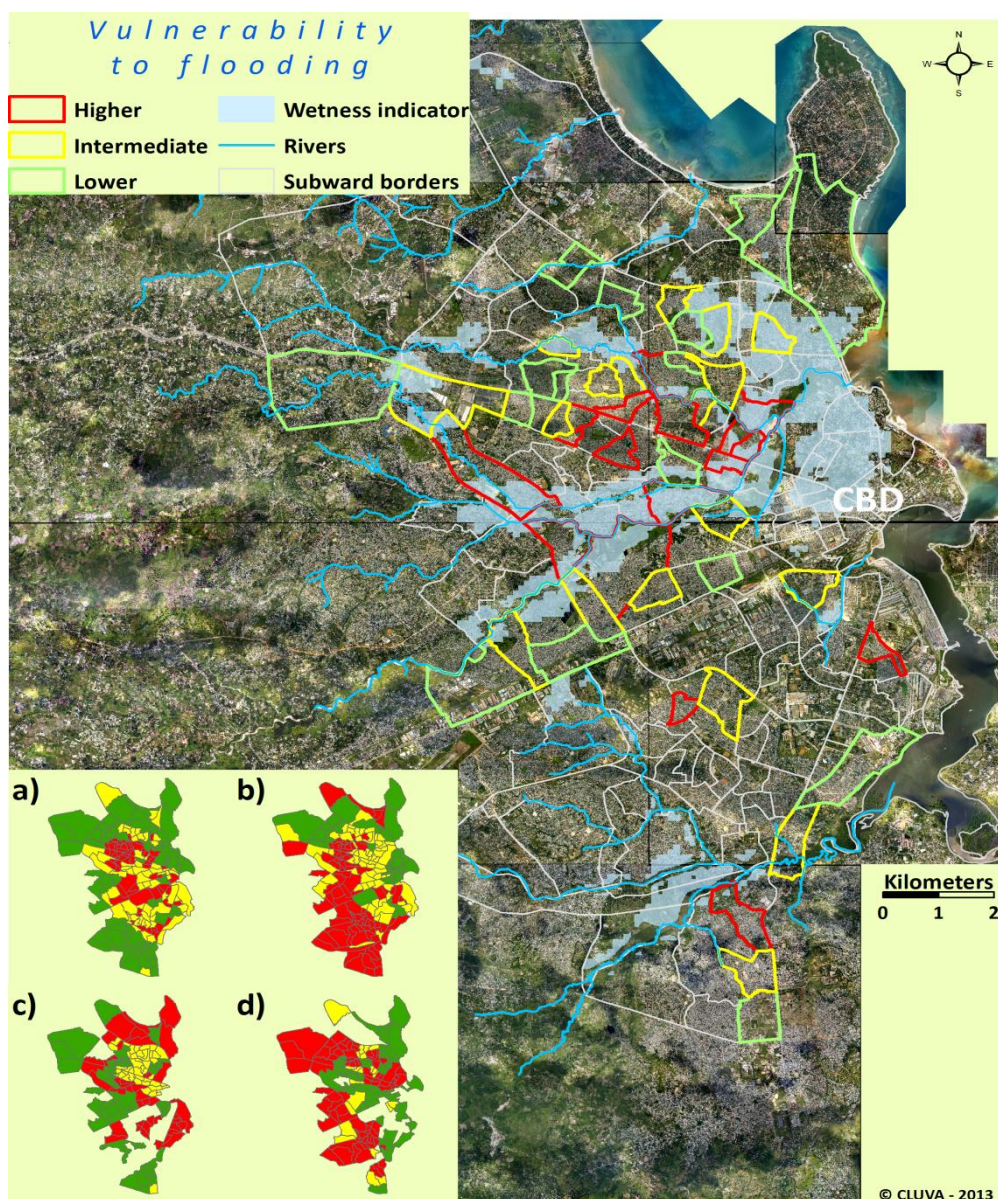 Vulnerability
to flooding
Higher
Intermediate
Lower
Wetness indicator
Rivers
Subward borders
N
W E
S
CBD
a)
b)
c)
d)
Kilometers
0 1 2
© CLUVA - 2013